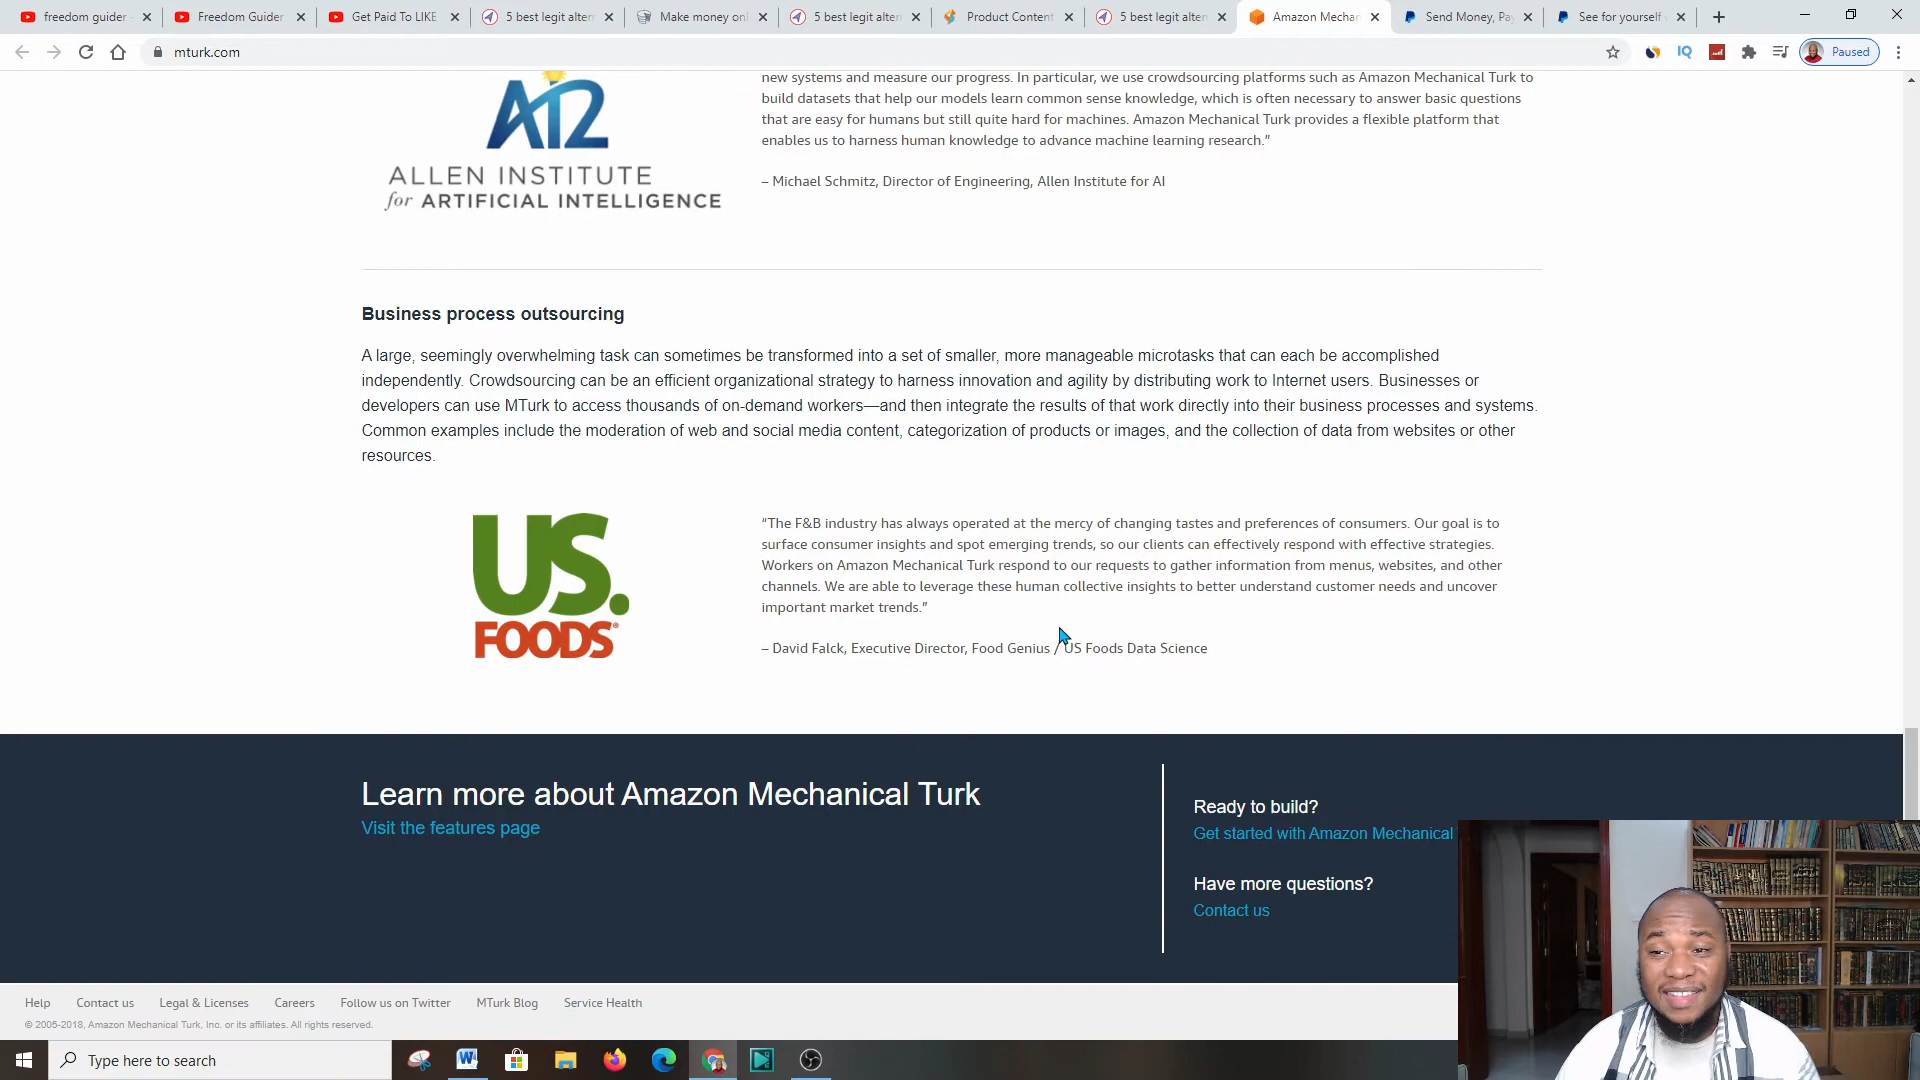 freedom guider
Freedom Guider
Get Paid To LIKE
5 best legit alter
Make money onl
5 best legit alter
Product Content
5 best legit alter
Amazon Mechan
Send Money, Pa
See for yourself
mturk.com
Paused
new systems and measure our progress. In particular, we use crowdsourcing platforms such as Amazon Mechanical Turk to
build datasets that help our models learn common sense knowledge, which is often necessary to answer basic questions
that are easy for humans but still quite hard for machines. Amazon Mechanical Turk provides a flexible platform that
enables us to harness human knowledge to advance machine learning research.”
– Michael Schmitz, Director of Engineering, Allen Institute for AI
AI2
ALLEN INSTITUTE
for ARTIFICIAL INTELLIGENCE
Business process outsourcing
A large, seemingly overwhelming task can sometimes be transformed into a set of smaller, more manageable microtasks that can each be accomplished
independently. Crowdsourcing can be an efficient organizational strategy to harness innovation and agility by distributing work to Internet users. Businesses or
developers can use MTurk to access thousands of on-demand workers—and then integrate the results of that work directly into their business processes and systems.
Common examples include the moderation of web and social media content, categorization of products or images, and the collection of data from websites or other
resources.
US.
FOODS
“The F&B industry has always operated at the mercy of changing tastes and preferences of consumers. Our goal is to
surface consumer insights and spot emerging trends, so our clients can effectively respond with effective strategies.
Workers on Amazon Mechanical Turk respond to our requests to gather information from menus, websites, and other
channels. We are able to leverage these human collective insights to better understand customer needs and uncover
important market trends.”
– David Falck, Executive Director, Food Genius / US Foods Data Science
Learn more about Amazon Mechanical Turk
Visit the features page
Ready to build?
Get started with Amazon Mechanical
Have more questions?
Contact us
Help Contact us Legal & Licenses Careers Follow us on Twitter MTurk Blog Service Health
© 2005-2018, Amazon Mechanical Turk, Inc. or its affiliates. All rights reserved.
Type here to search